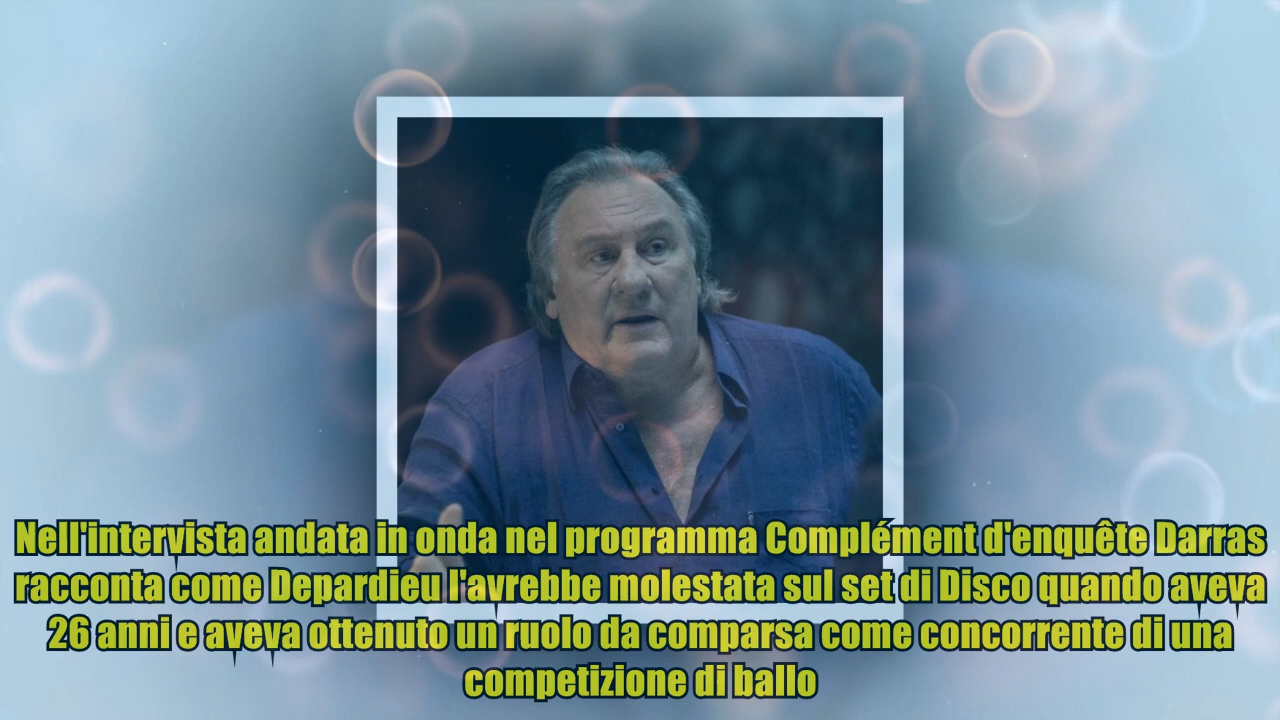 Nell'intervista andata in onda nel programma Complément d'enquête Darras
racconta come Depardieu l'avrebbe molestata sul set di Disco quando aveva
26 anni e aveva ottenuto un ruolo da comparsa come concorrente di una
competizione di ballo